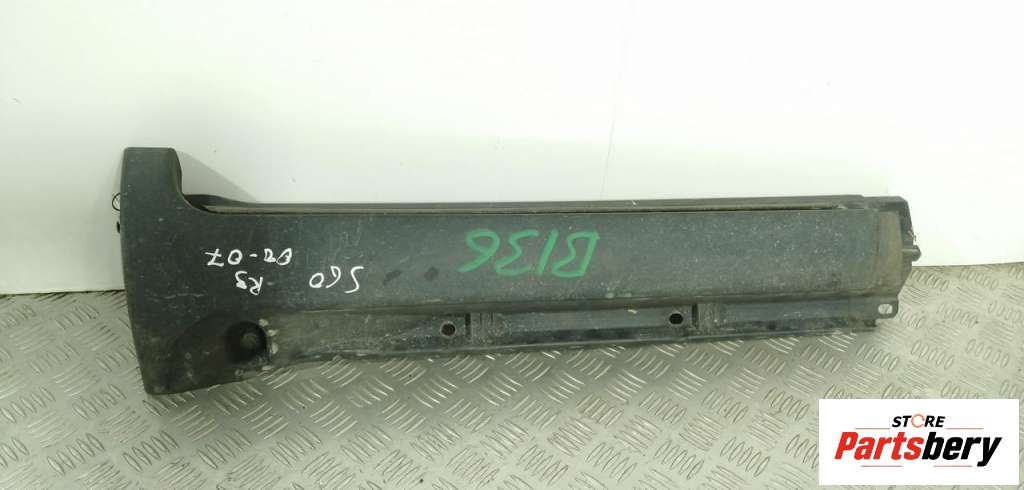 B136
S60
RS
02-07
STORE
Partsbery